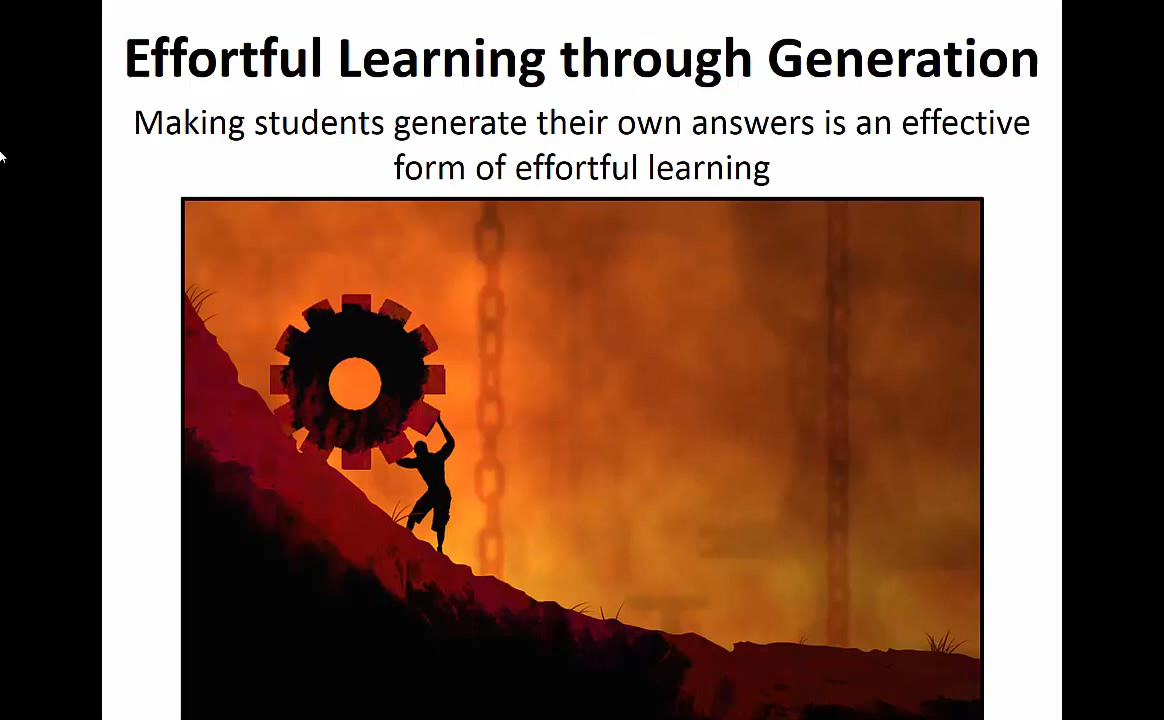 Effortful Learning through Generation
Making students generate their own answers is an effective
form of effortful learning